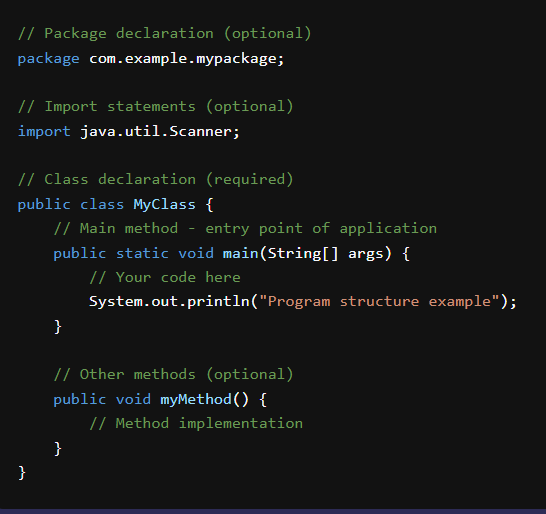 // Package declaration (optional)
package com.example.mypackage;

// Import statements (optional)
import java.util.Scanner;

// Class declaration (required)
public class MyClass {
    // Main method - entry point of application
    public static void main(String[] args) {
        // Your code here
        System.out.println("Program structure example");
    }

    // Other methods (optional)
    public void myMethod() {
        // Method implementation
    }
}